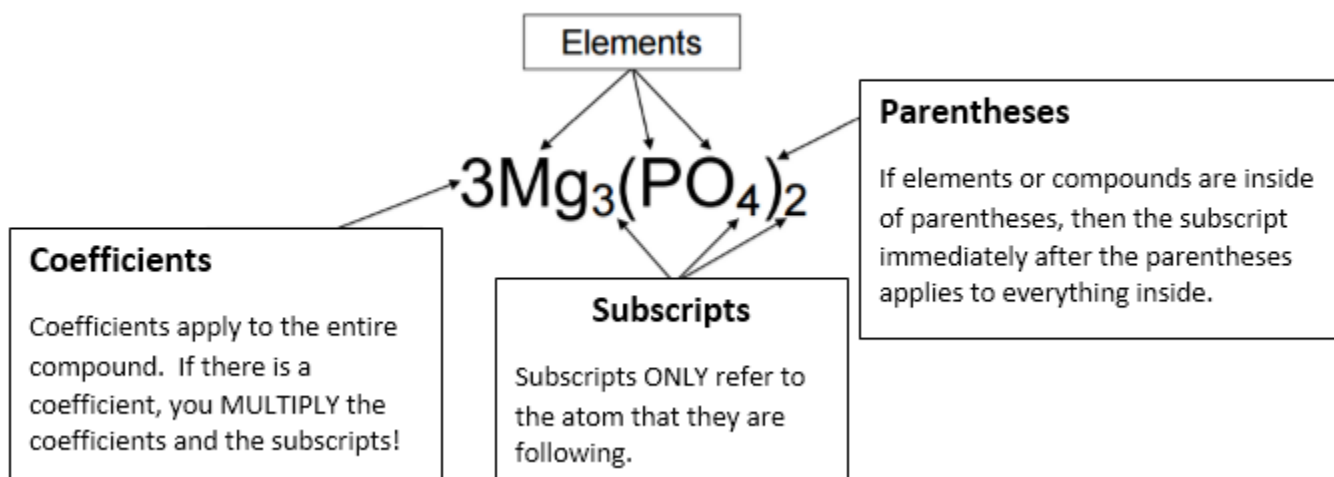 Elements
3Mg₃(PO₄)₂
Parentheses
If elements or compounds are inside
of parentheses, then the subscript
immediately after the parentheses
applies to everything inside.
Coefficients
Coefficients apply to the entire
compound.  If there is a
coefficient, you MULTIPLY the
coefficients and the subscripts!
Subscripts
Subscripts ONLY refer to
the atom that they are
following.